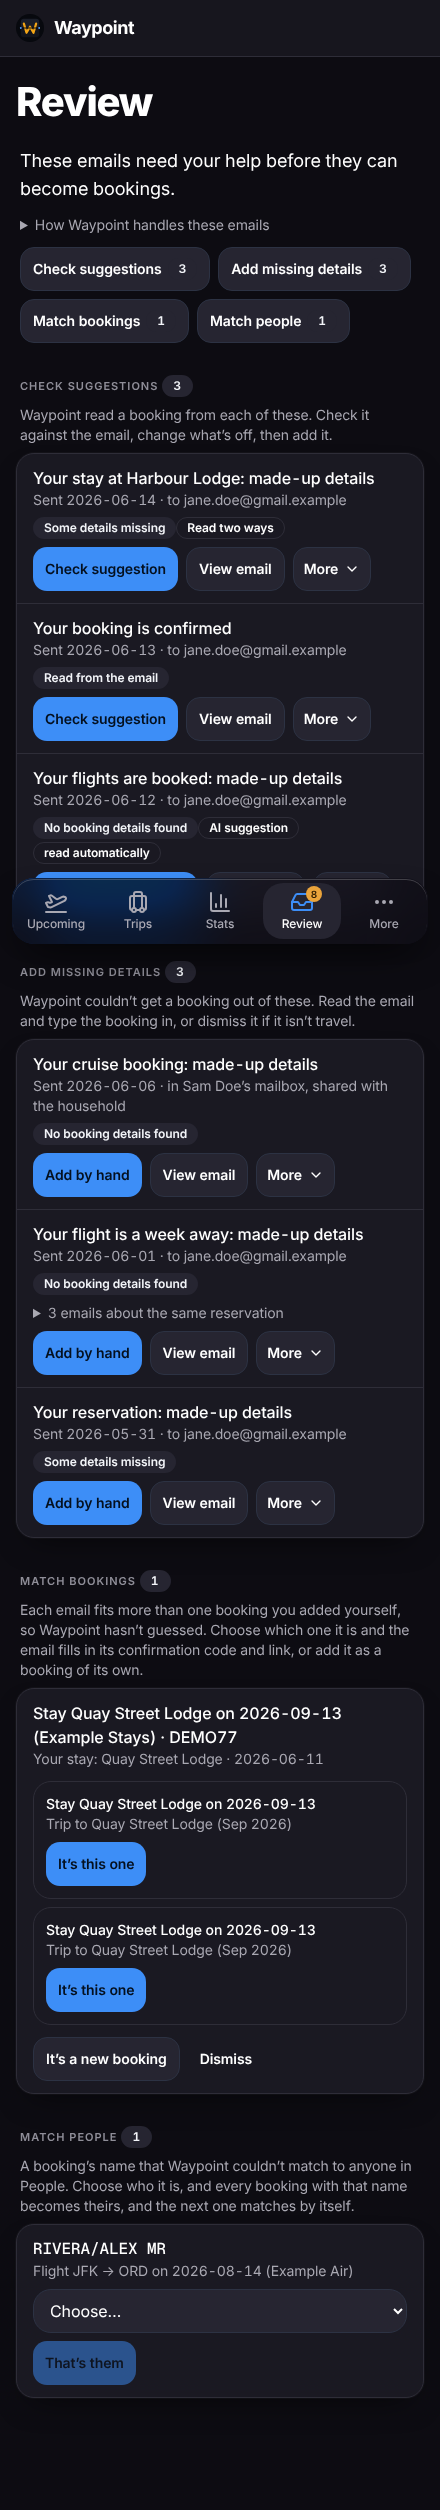 Waypoint
Review
These emails need your help before they can
become bookings.
How Waypoint handles these emails
Check suggestions 3
Add missing details 3
Match bookings 1
Match people 1
CHECK SUGGESTIONS 3
Waypoint read a booking from each of these. Check it
against the email, change what’s off, then add it.
Your stay at Harbour Lodge: made-up details
Sent 2026-06-14 · to jane.doe@gmail.example
Some details missing Read two ways
Check suggestion View email More
Your booking is confirmed
Sent 2026-06-13 · to jane.doe@gmail.example
Read from the email
Check suggestion View email More
Your flights are booked: made-up details
Sent 2026-06-12 · to jane.doe@gmail.example
No booking details found AI suggestion
read automatically
8
Upcoming Trips Stats Review More
ADD MISSING DETAILS 3
Waypoint couldn’t get a booking out of these. Read the email
and type the booking in, or dismiss it if it isn’t travel.
Your cruise booking: made-up details
Sent 2026-06-06 · in Sam Doe’s mailbox, shared with
the household
No booking details found
Add by hand View email More
Your flight is a week away: made-up details
Sent 2026-06-01 · to jane.doe@gmail.example
No booking details found
3 emails about the same reservation
Add by hand View email More
Your reservation: made-up details
Sent 2026-05-31 · to jane.doe@gmail.example
Some details missing
Add by hand View email More
MATCH BOOKINGS 1
Each email fits more than one booking you added yourself,
so Waypoint hasn’t guessed. Choose which one it is and the
email fills in its confirmation code and link, or add it as a
booking of its own.
Stay Quay Street Lodge on 2026-09-13
(Example Stays) · DEMO77
Your stay: Quay Street Lodge · 2026-06-11
Stay Quay Street Lodge on 2026-09-13
Trip to Quay Street Lodge (Sep 2026)
It’s this one
Stay Quay Street Lodge on 2026-09-13
Trip to Quay Street Lodge (Sep 2026)
It’s this one
It’s a new booking Dismiss
MATCH PEOPLE 1
A booking’s name that Waypoint couldn’t match to anyone in
People. Choose who it is, and every booking with that name
becomes theirs, and the next one matches by itself.
RIVERA/ALEX MR
Flight JFK → ORD on 2026-08-14 (Example Air)
Choose…
That’s them